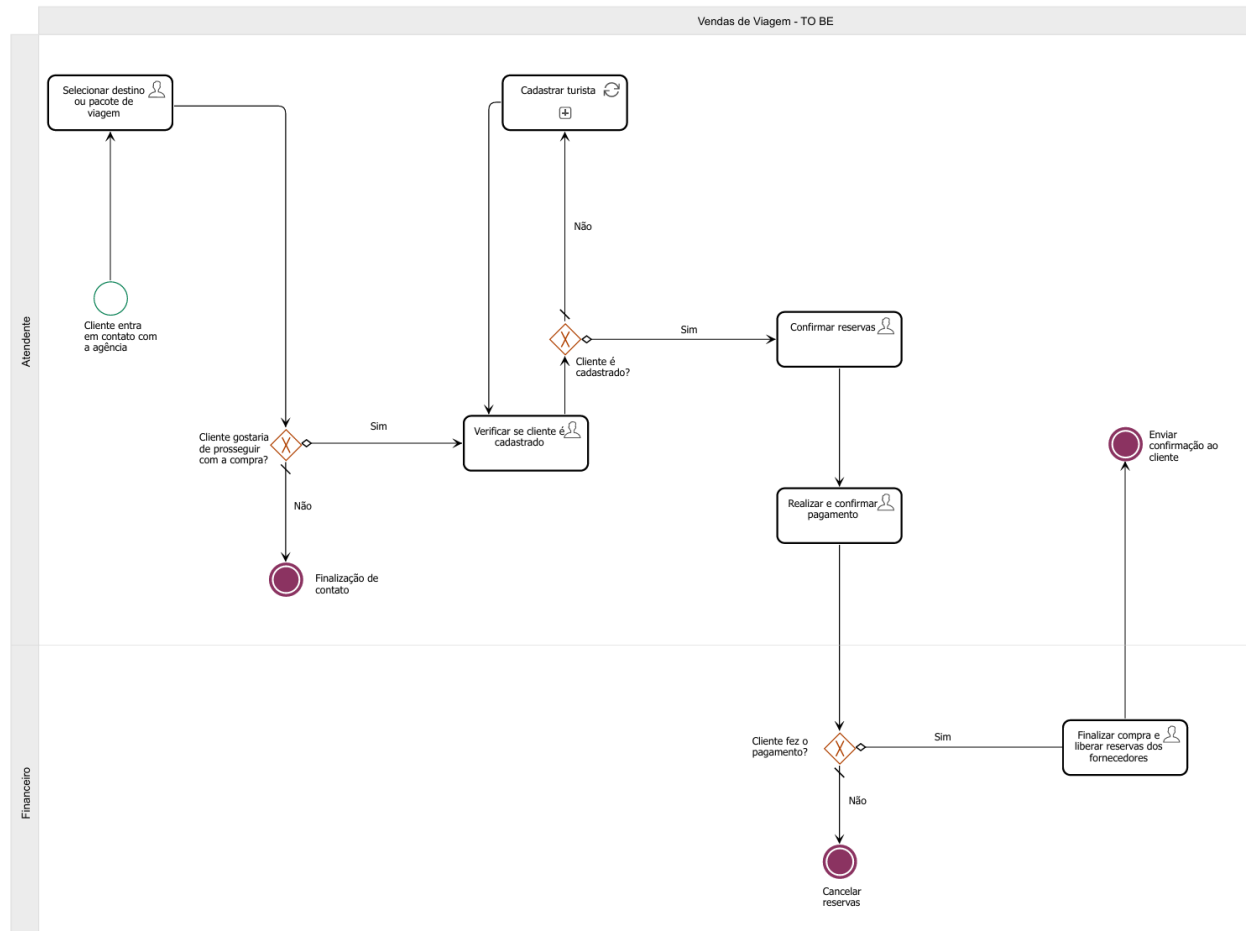 Vendas de Viagem - TO BE
Atendente
Selecionar destino
ou pacote de
viagem
Cadastrar turista
Não
Cliente entra
em contato com
a agência
Sim
Confirmar reservas
Cliente é
cadastrado?
Cliente gostaria
de prosseguir
com a compra?
Sim
Verificar se cliente é
cadastrado
Enviar
confirmação ao
cliente
Não
Realizar e confirmar
pagamento
Finalização de
contato
Financeiro
Cliente fez o
pagamento?
Sim
Finalizar compra e
liberar reservas dos
fornecedores
Não
Cancelar
reservas